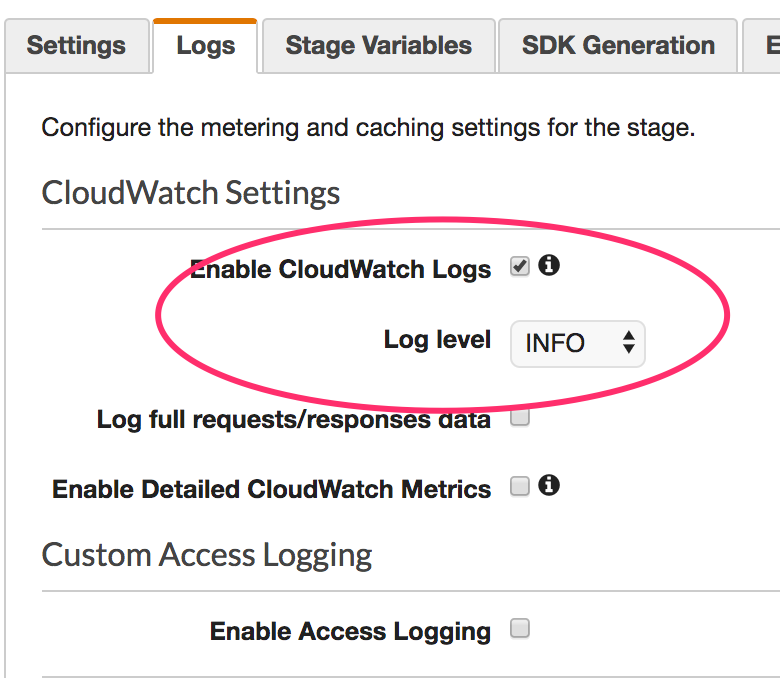 Settings Logs Stage Variables SDK Generation E
Configure the metering and caching settings for the stage.
CloudWatch Settings
Enable CloudWatch Logs
Log level INFO
Log full requests/responses data
Enable Detailed CloudWatch Metrics
Custom Access Logging
Enable Access Logging